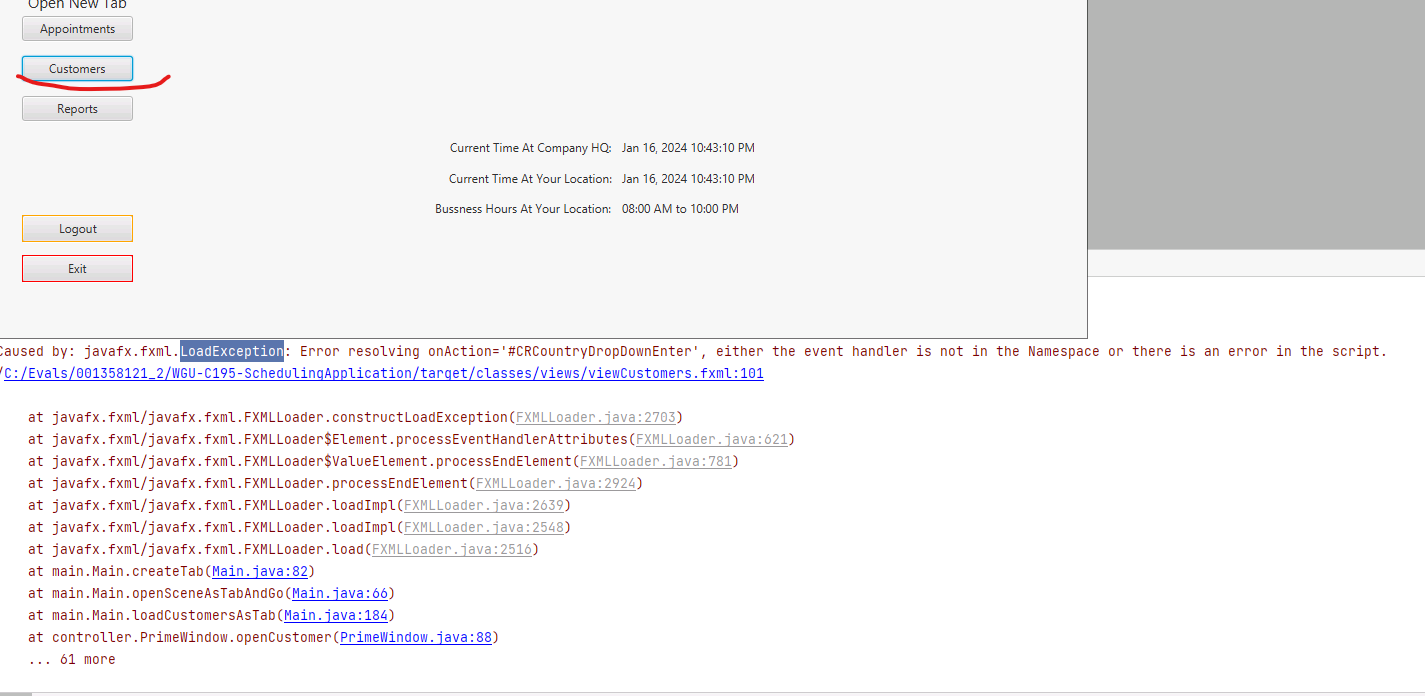 Open New Tab
Appointments
Customers
Reports
Current Time At Company HQ: Jan 16, 2024 10:43:10 PM
Current Time At Your Location: Jan 16, 2024 10:43:10 PM
Bussness Hours At Your Location: 08:00 AM to 10:00 PM
Logout
Exit
Caused by: javafx.fxml.LoadException: Error resolving onAction='#CRCountryDropDownEnter', either the event handler is not in the Namespace or there is an error in the script.
/C:/Evals/001358121_2/WGU-C195-SchedulingApplication/target/classes/views/viewCustomers.fxml:101
at javafx.fxml/javafx.fxml.FXMLLoader.constructLoadException(FXMLLoader.java:2703)
at javafx.fxml/javafx.fxml.FXMLLoader$Element.processEventHandlerAttributes(FXMLLoader.java:621)
at javafx.fxml/javafx.fxml.FXMLLoader$ValueElement.processEndElement(FXMLLoader.java:781)
at javafx.fxml/javafx.fxml.FXMLLoader.processEndElement(FXMLLoader.java:2924)
at javafx.fxml/javafx.fxml.FXMLLoader.loadImpl(FXMLLoader.java:2639)
at javafx.fxml/javafx.fxml.FXMLLoader.loadImpl(FXMLLoader.java:2548)
at javafx.fxml/javafx.fxml.FXMLLoader.load(FXMLLoader.java:2516)
at main.Main.createTab(Main.java:82)
at main.Main.openSceneAsTabAndGo(Main.java:66)
at main.Main.loadCustomersAsTab(Main.java:184)
at controller.PrimeWindow.openCustomer(PrimeWindow.java:88)
... 61 more